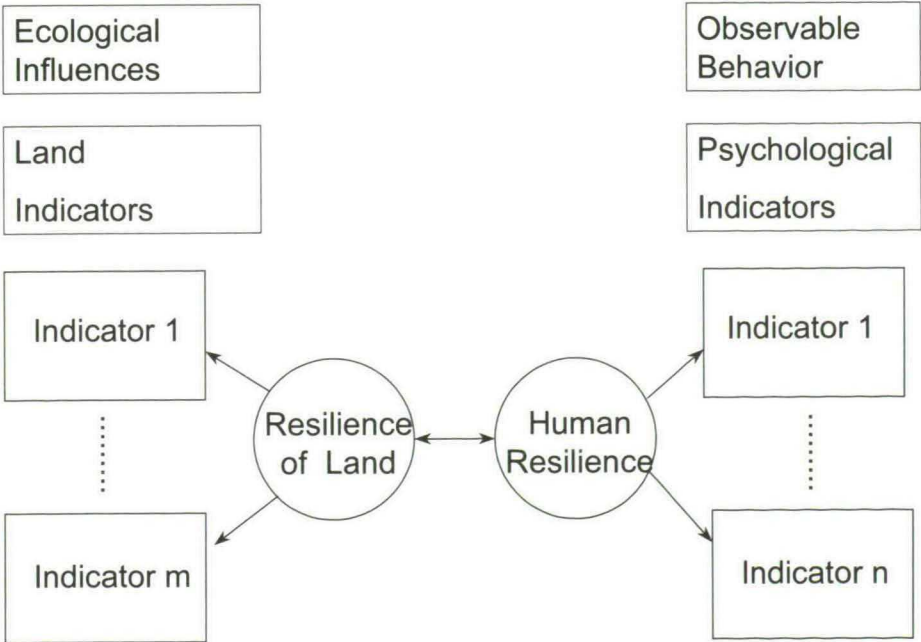 Ecological
Influences
Observable
Behavior
Land
Indicators
Psychological
Indicators
Indicator 1
Indicator 1
Resilience
of Land
Human
Resilience
Indicator m
Indicator n